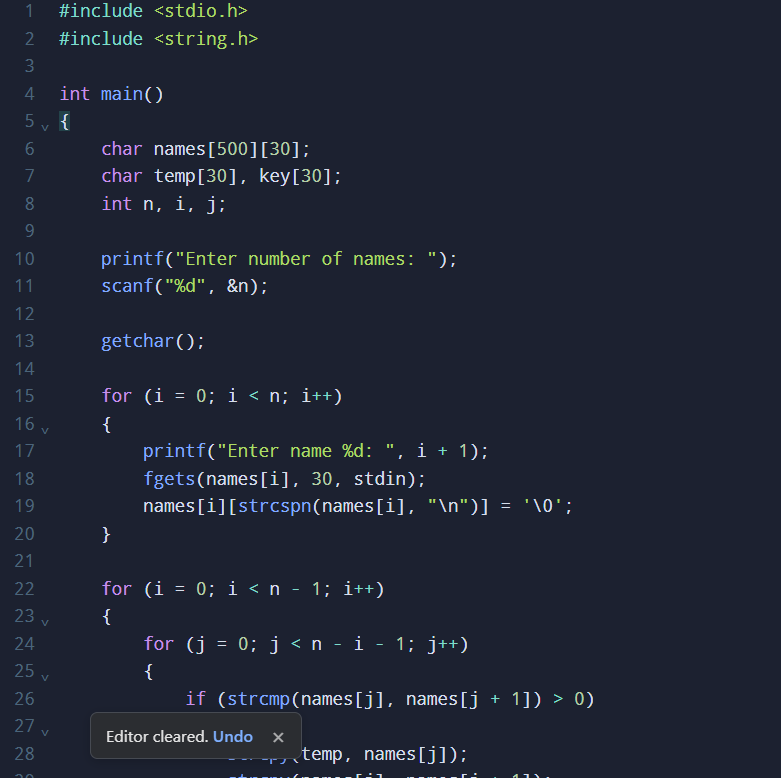 1 #include <stdio.h>
2 #include <string.h>
3
4 int main()
5 {
6 char names[500][30];
7 char temp[30], key[30];
8 int n, i, j;
9
10 printf("Enter number of names: ");
11 scanf("%d", &n);
12
13 getchar();
14
15 for (i = 0; i < n; i++)
16 {
17 printf("Enter name %d: ", i + 1);
18 fgets(names[i], 30, stdin);
19 names[i][strcspn(names[i], "\n")] = '\0';
20 }
21
22 for (i = 0; i < n - 1; i++)
23 {
24 for (j = 0; j < n - i - 1; j++)
25 {
26 if (strcmp(names[j], names[j + 1]) > 0)
27
Editor cleared. Undo ×
28 strcpy(temp, names[j]);